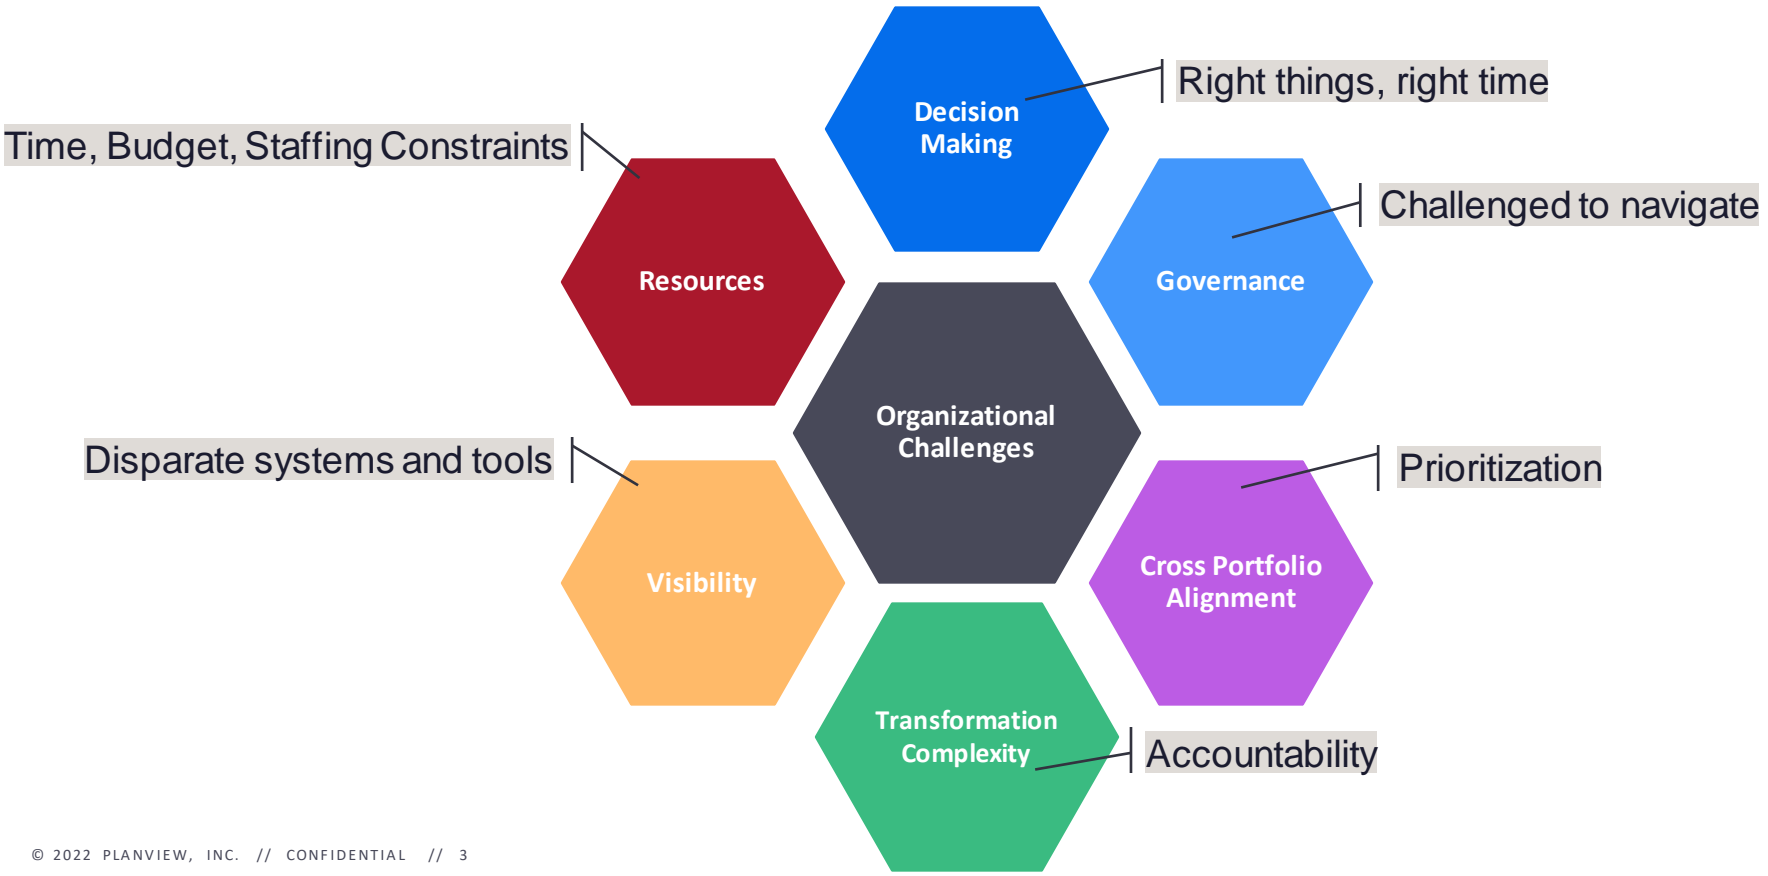 Decision
Making
Right things, right time
Time, Budget, Staffing Constraints
Resources
Governance
Challenged to navigate
Organizational
Challenges
Disparate systems and tools
Visibility
Prioritization
Cross Portfolio
Alignment
Transformation
Complexity
Accountability
© 2022 PLANVIEW, INC. // CONFIDENTIAL // 3